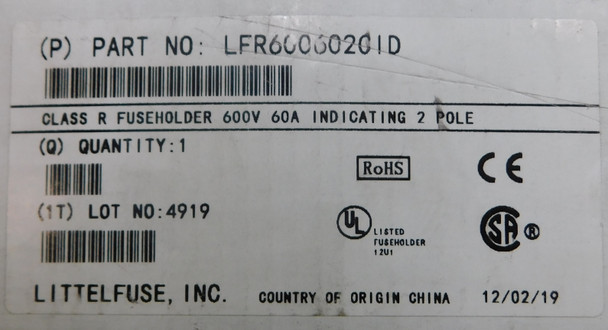 (P) PART NO: LFR600602CID
CLASS R FUSEHOLDER 600V 60A INDICATING 2 POLE
(Q) QUANTITY:1
RoHS CE
(1T) LOT NO:4919
UL LISTED
FUSEHOLDER
12U1
SA ®
LITTELFUSE, INC. COUNTRY OF ORIGIN CHINA 12/02/19